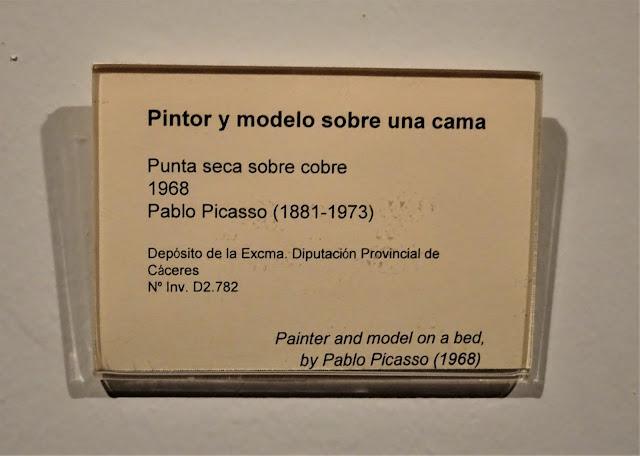 Pintor y modelo sobre una cama
Punta seca sobre cobre
1968
Pablo Picasso (1881-1973)
Depósito de la Excma. Diputación Provincial de
Cáceres
Nº Inv. D2.782
Painter and model on a bed,
by Pablo Picasso (1968)